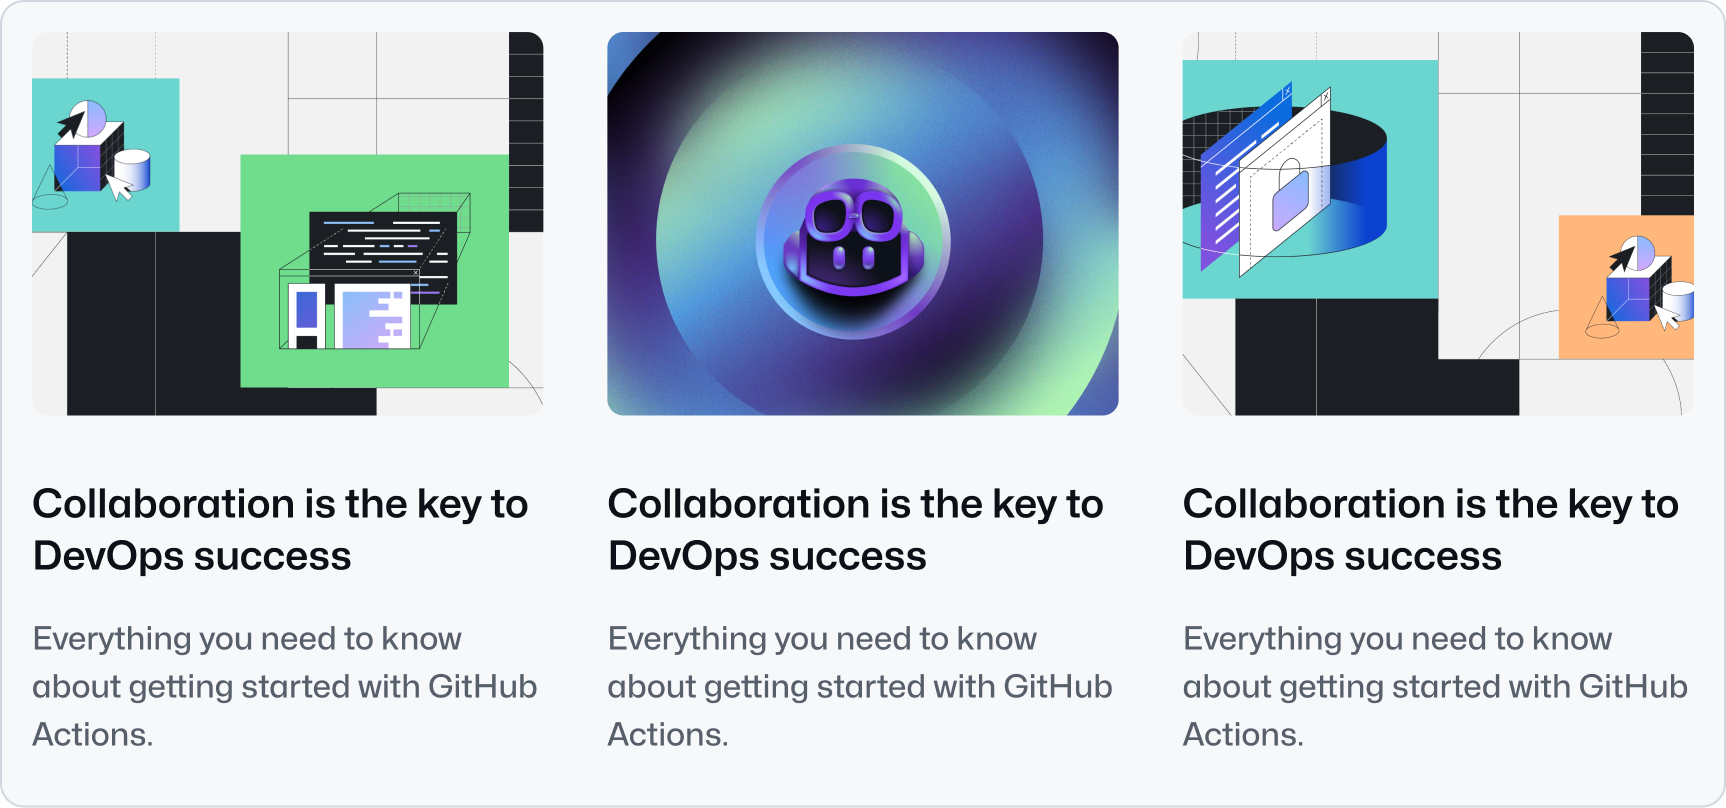 Collaboration is the key to
DevOps success
Everything you need to know
about getting started with GitHub
Actions.
Collaboration is the key to
DevOps success
Everything you need to know
about getting started with GitHub
Actions.
Collaboration is the key to
DevOps success
Everything you need to know
about getting started with GitHub
Actions.